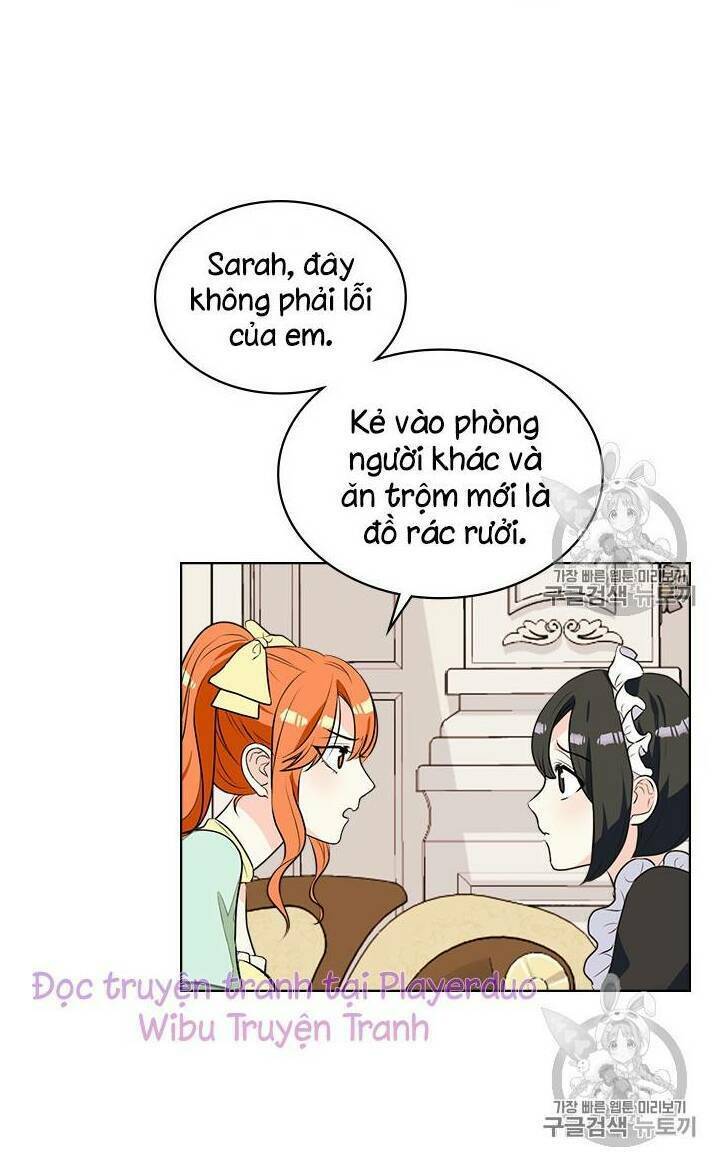 Sarah, đây
không phải lỗi
của em.
Kẻ vào phòng
người khác và
ăn trộm mới là
đồ rác rưởi.
가장 빠른 웹툰 미리보기
구글검색 뉴토끼
Đọc truyện tranh tại Playerduo
Wibu Truyện Tranh
가장 빠른 웹툰 미리보기
구글검색 뉴토끼